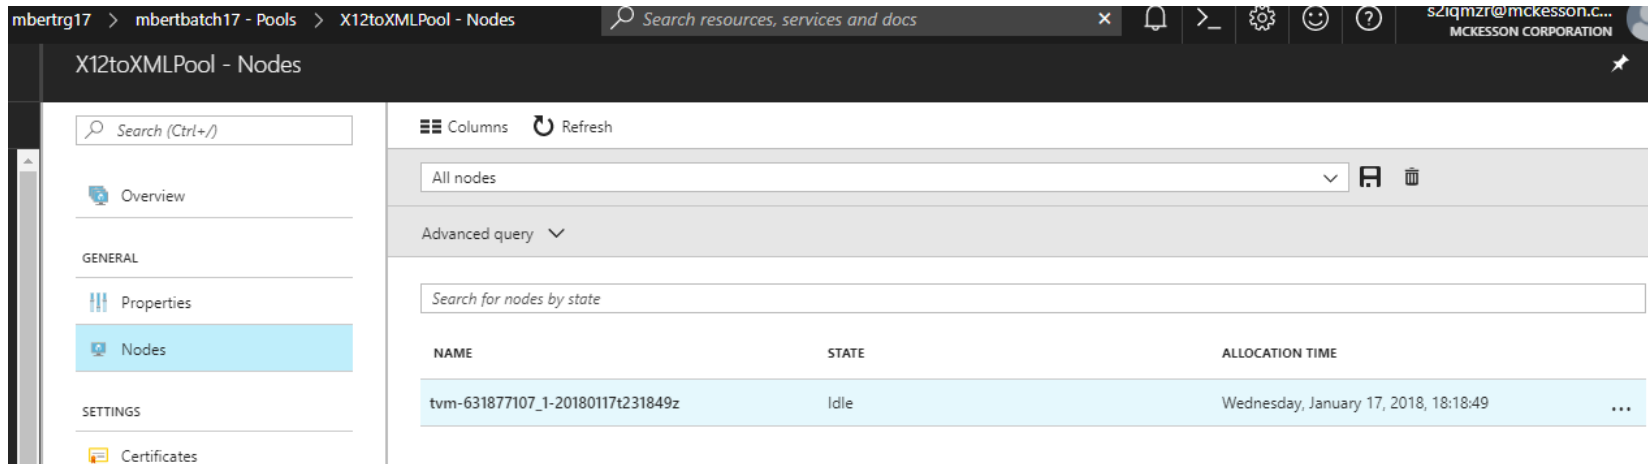 mbertrg17 > mbertbatch17 - Pools > X12toXMLPool - Nodes
Search resources, services and docs
s2iqmzr@mckesson.c...
MCKESSON CORPORATION
X12toXMLPool - Nodes
Search (Ctrl+/)
Overview
GENERAL
Properties
Nodes
SETTINGS
Certificates
Columns Refresh
All nodes
Advanced query
Search for nodes by state
NAME STATE ALLOCATION TIME
tvm-631877107_1-20180117t231849z Idle Wednesday, January 17, 2018, 18:18:49 ...